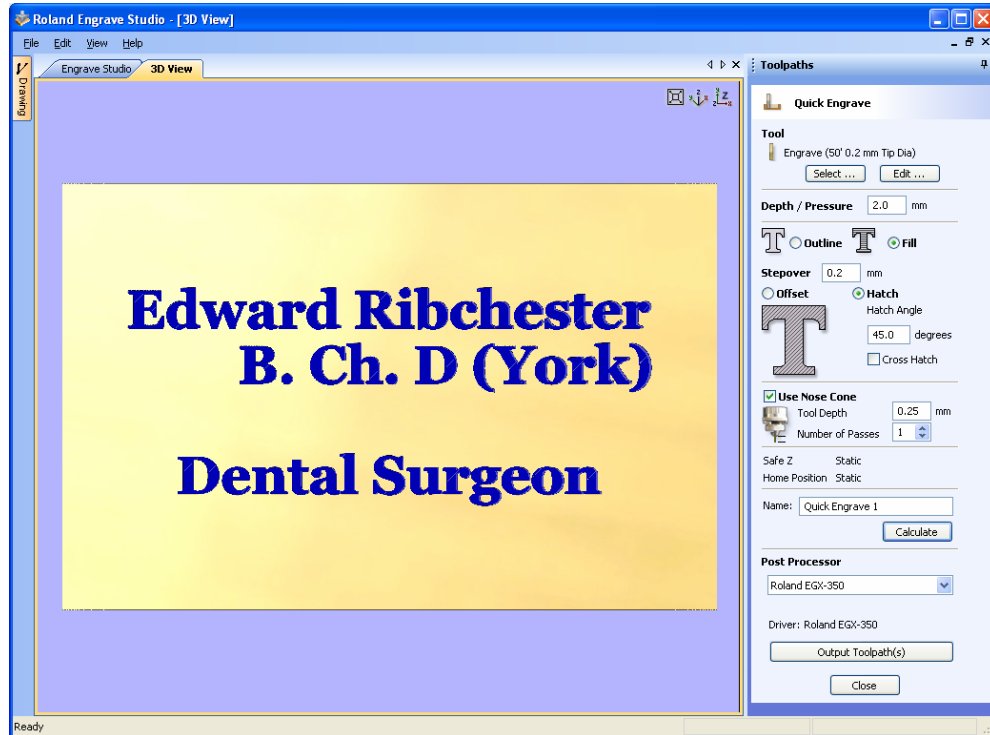 Roland Engrave Studio - [3D View]
File Edit View Help
Drawing
Engrave Studio 3D View
Edward Ribchester
B. Ch. D (York)
Dental Surgeon
Toolpaths
Quick Engrave
Tool
Engrave (50' 0.2 mm Tip Dia)
Select ... Edit ...
Depth / Pressure 2.0 mm
Outline Fill
Stepover 0.2 mm
Offset Hatch
Hatch Angle
45.0 degrees
Cross Hatch
Use Nose Cone
Tool Depth 0.25 mm
Number of Passes 1
Safe Z Static
Home Position Static
Name: Quick Engrave 1
Calculate
Post Processor
Roland EGX-350
Driver: Roland EGX-350
Output Toolpath(s)
Close
Ready